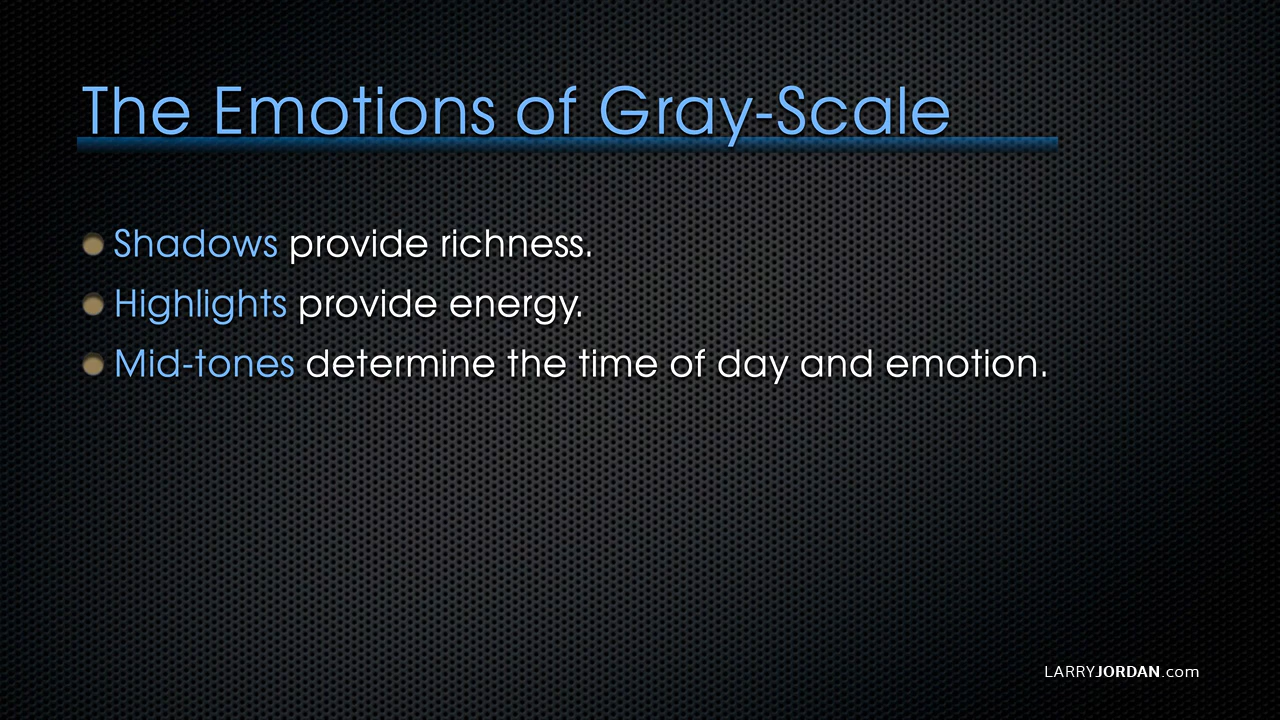 The Emotions of Gray-Scale
Shadows provide richness.
Highlights provide energy.
Mid-tones determine the time of day and emotion.
LARRYJORDAN.com